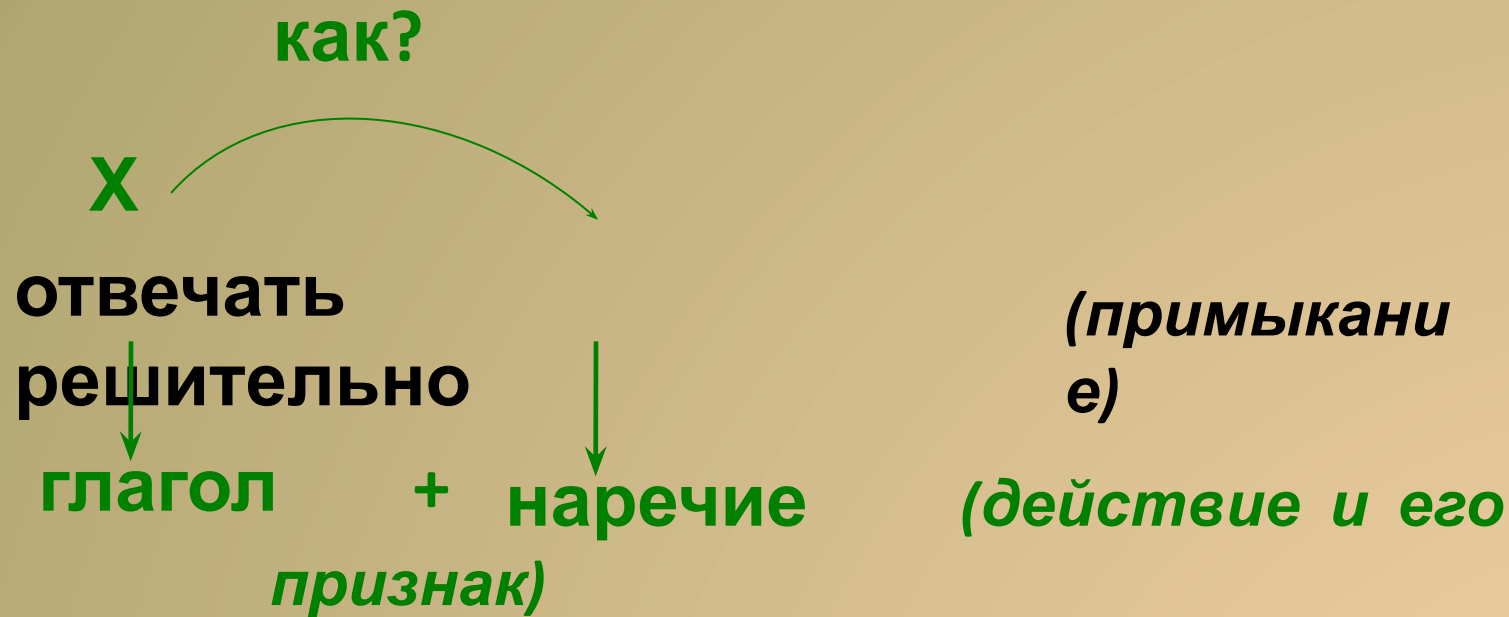 как?
X
отвечать
решительно
(примыкани
е)
глагол + наречие (действие и его
признак)